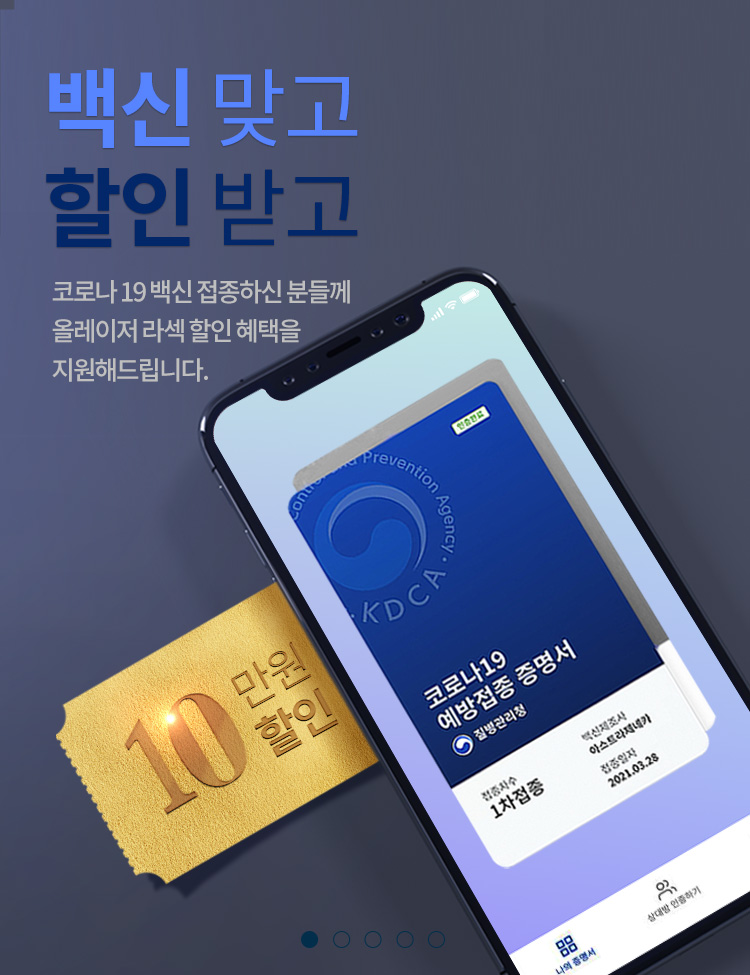 백신 맞고
할인 받고
코로나 19 백신 접종하신 분들께
올레이저 라섹 할인 혜택을
지원해드립니다.
인증완료
Control and Prevention Agency.
·KDCA·
코로나19
예방접종 증명서
질병관리청
접종차수
1차접종
백신제조사
아스트라제네카
접종일자
2021.03.28
10만원
할인
나의 증명서
상대방 인증하기